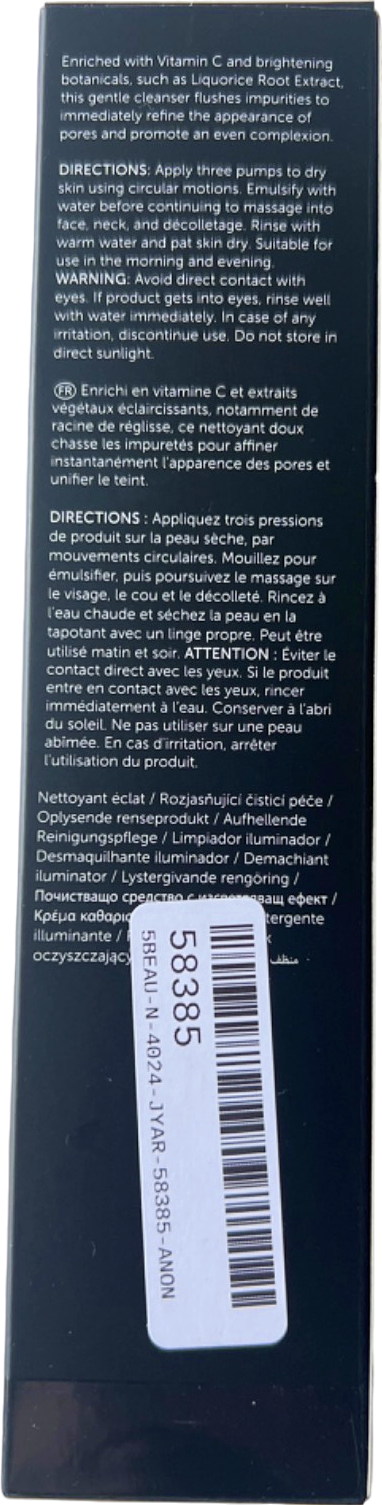 Enriched with Vitamin C and brightening
botanicals, such as Liquorice Root Extract,
this gentle cleanser flushes impurities to
immediately refine the appearance of
pores and promote an even complexion.
DIRECTIONS: Apply three pumps to dry
skin using circular motions. Emulsify with
water before continuing to massage into
face, neck, and décolletage. Rinse with
warm water and pat skin dry. Suitable for
use in the morning and evening.
WARNING: Avoid direct contact with
eyes. If product gets into eyes, rinse well
with water immediately. In case of any
irritation, discontinue use. Do not store in
direct sunlight.
FR Enrichi en vitamine C et extraits
végétaux éclaircissants, notamment de
racine de réglisse, ce nettoyant doux
chasse les impuretés pour affiner
instantanément l'apparence des pores et
unifier le teint.
DIRECTIONS : Appliquez trois pressions
de produit sur la peau sèche, par
mouvements circulaires. Mouillez pour
émulsifier, puis poursuivez le massage sur
le visage, le cou et le décolleté. Rincez à
l'eau chaude et séchez la peau en la
tapotant avec un linge propre. Peut être
utilisé matin et soir. ATTENTION : Éviter le
contact direct avec les yeux. Si le produit
entre en contact avec les yeux, rincer
immédiatement à l'eau. Conserver à l'abri
du soleil. Ne pas utiliser sur une peau
abîmée. En cas d'irritation, arrêter
l'utilisation du produit.
Nettoyant éclat / Rozjasňující čisticí péče /
Oplysende renseprodukt / Aufhellende
Reinigungspflege / Limpiador iluminador /
Desmaquilhante iluminador / Demachiant
iluminator / Lystergivande rengöring /
Почистващо средство с изсветляващ ефект /
Κρέμα
illuminante /
منظف
58385
5BEAU-N-4024-JYAR-58385-ANON